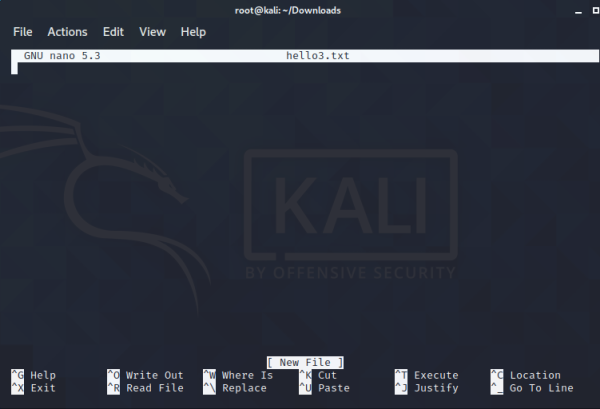 root@kali: ~/Downloads
File Actions Edit View Help
GNU nano 5.3 hello3.txt
KALI
BY OFFENSIVE SECURITY
[ New File ]
^G Help ^O Write Out ^W Where Is ^K Cut ^T Execute ^C Location
^X Exit ^R Read File ^\ Replace ^U Paste ^J Justify ^_ Go To Line